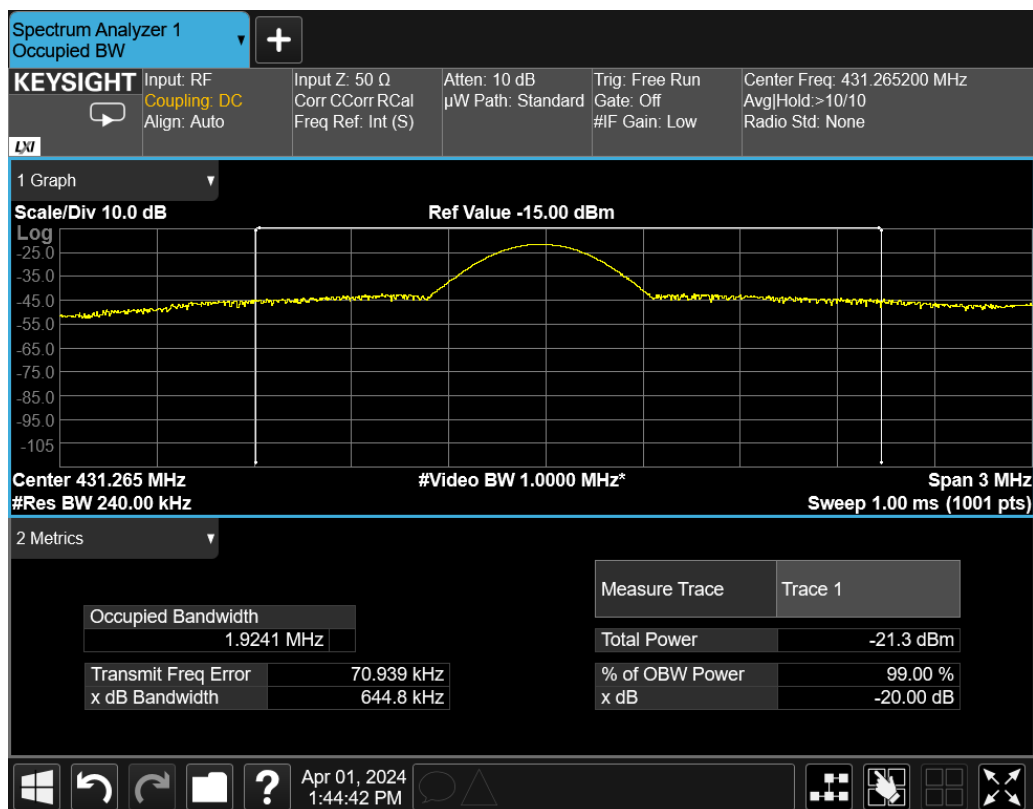 Spectrum Analyzer 1
Occupied BW
KEYSIGHT
LXI
Input: RF
Coupling: DC
Align: Auto
Input Z: 50 Ω
Corr CCorr RCal
Freq Ref: Int (S)
Atten: 10 dB
µW Path: Standard
Trig: Free Run
Gate: Off
#IF Gain: Low
Center Freq: 431.265200 MHz
Avg|Hold:>10/10
Radio Std: None
1 Graph
Scale/Div 10.0 dB
Ref Value -15.00 dBm
Log
-25.0
-35.0
-45.0
-55.0
-65.0
-75.0
-85.0
-95.0
-105
Center 431.265 MHz
#Video BW 1.0000 MHz*
Span 3 MHz
#Res BW 240.00 kHz
Sweep 1.00 ms (1001 pts)
2 Metrics
Measure Trace Trace 1
Occupied Bandwidth
1.9241 MHz
Total Power -21.3 dBm
Transmit Freq Error 70.939 kHz
% of OBW Power 99.00 %
x dB Bandwidth 644.8 kHz
x dB -20.00 dB
?
Apr 01, 2024
1:44:42 PM